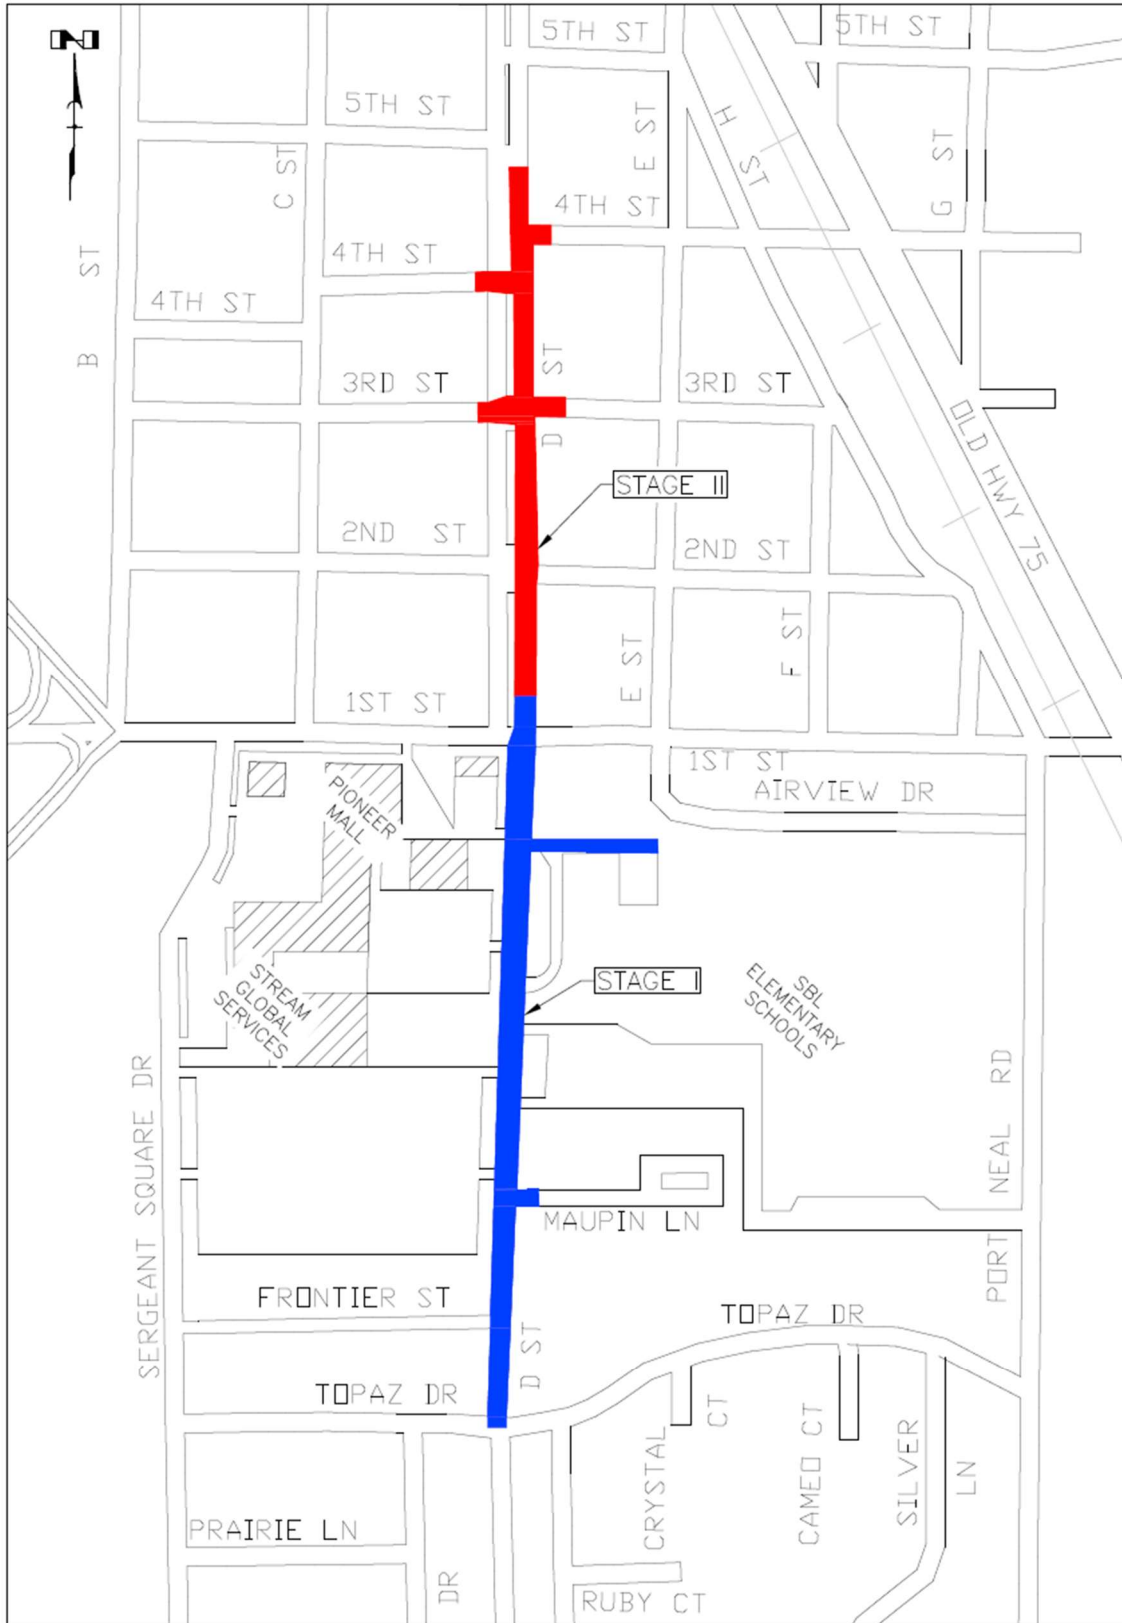 N
5TH ST
5TH ST
5TH ST
C ST
E ST
H ST
G ST
4TH ST
4TH ST
4TH ST
B ST
3RD ST
D ST
3RD ST
OLD HWY 75
STAGE II
2ND ST
2ND ST
E ST
F ST
1ST ST
1ST ST
AIRVIEW DR
PIONEER
MALL
STREAM
GLOBAL
SERVICES
STAGE I
SBL
ELEMENTARY
SCHOOLS
SERGEANT SQUARE DR
PORT NEAL RD
MAUPIN LN
FRONTIER ST
TOPAZ DR
D ST
TOPAZ DR
CRYSTAL CT
CAMEO CT
SILVER LN
PRAIRIE LN
DR
RUBY CT